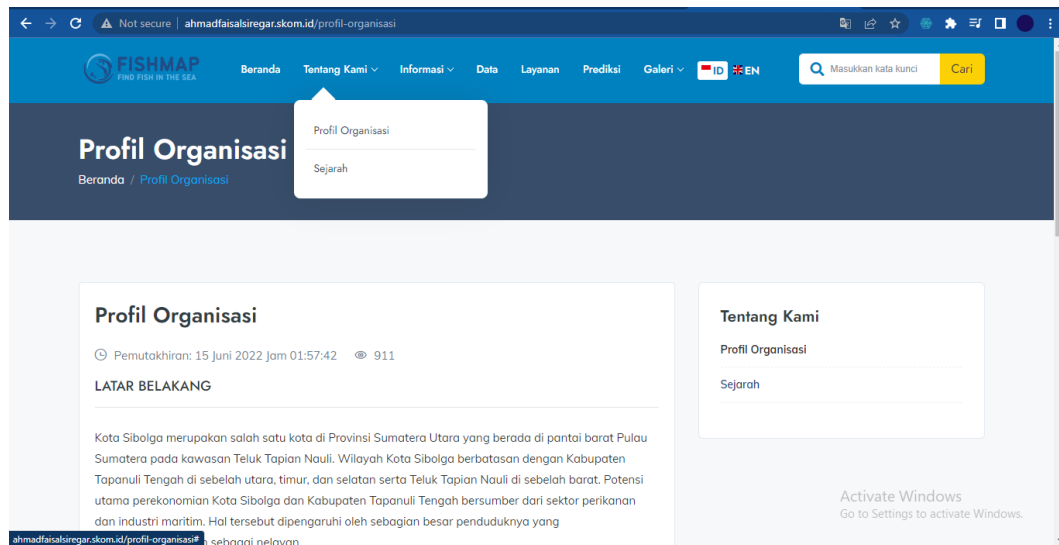 Not secure | ahmadfaisalsiregar.skom.id/profil-organisasi
FISHMAP
FIND FISH IN THE SEA
Beranda Tentang Kami Informasi Data Layanan Prediksi Galeri ID EN
Masukkan kata kunci Cari
Profil Organisasi
Sejarah
Profil Organisasi
Beranda / Profil Organisasi
Profil Organisasi
Pemutakhiran: 15 Juni 2022 Jam 01:57:42 911
LATAR BELAKANG
Kota Sibolga merupakan salah satu kota di Provinsi Sumatera Utara yang berada di pantai barat Pulau
Sumatera pada kawasan Teluk Tapian Nauli. Wilayah Kota Sibolga berbatasan dengan Kabupaten
Tapanuli Tengah di sebelah utara, timur, dan selatan serta Teluk Tapian Nauli di sebelah barat. Potensi
utama perekonomian Kota Sibolga dan Kabupaten Tapanuli Tengah bersumber dari sektor perikanan
dan industri maritim. Hal tersebut dipengaruhi oleh sebagian besar penduduknya yang
sebagai nelayan.
Tentang Kami
Profil Organisasi
Sejarah
Activate Windows
Go to Settings to activate Windows.
ahmadfaisalsiregar.skom.id/profil-organisasi#